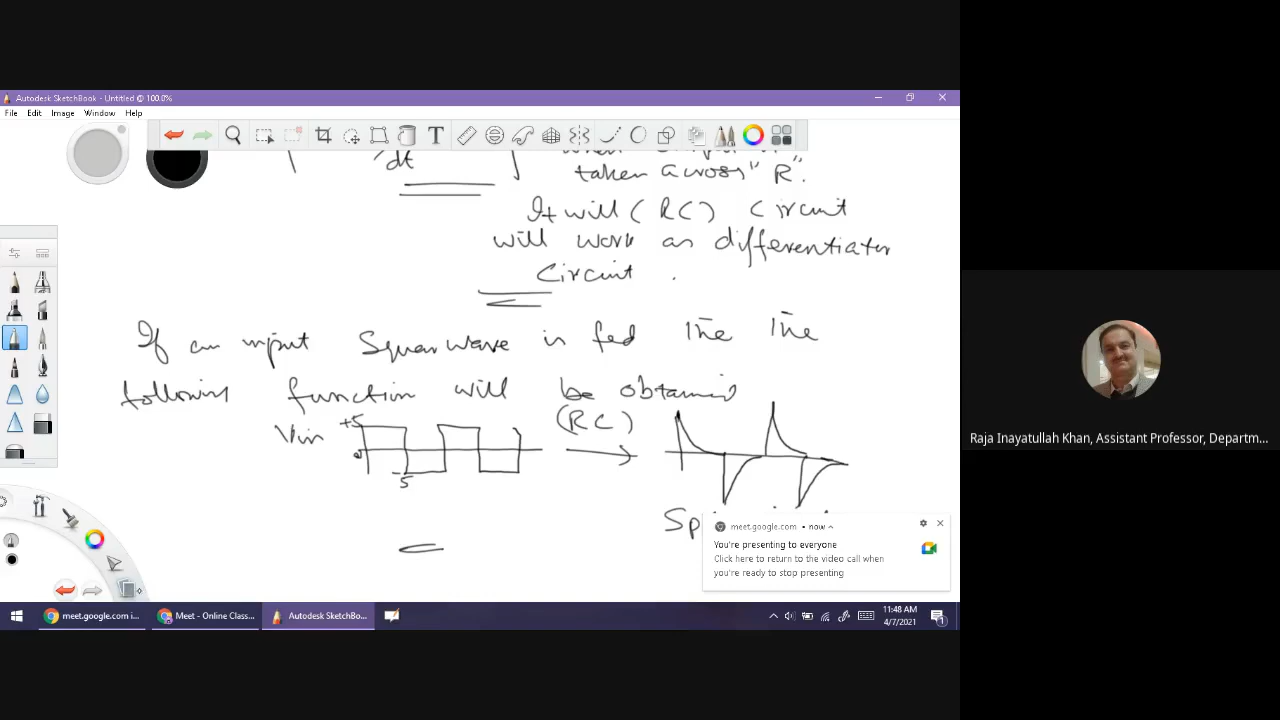 Autodesk SketchBook - Untitled @ 100.0%
File Edit Image Window Help
T
/dt
taken across "R".
It will (RC) Circuit
will work as differentiater
Circuit.
If an input Squarwave is fed the the
following function will be obtained
Vin +5 (RC)
0
-5
Sp
meet.google.com • now
You're presenting to everyone
Click here to return to the video call when
you're ready to stop presenting
Raja Inayatullah Khan, Assistant Professor, Departm...
meet.google.com i... Meet - Online Class... Autodesk SketchBo...
11:48 AM
4/7/2021
1